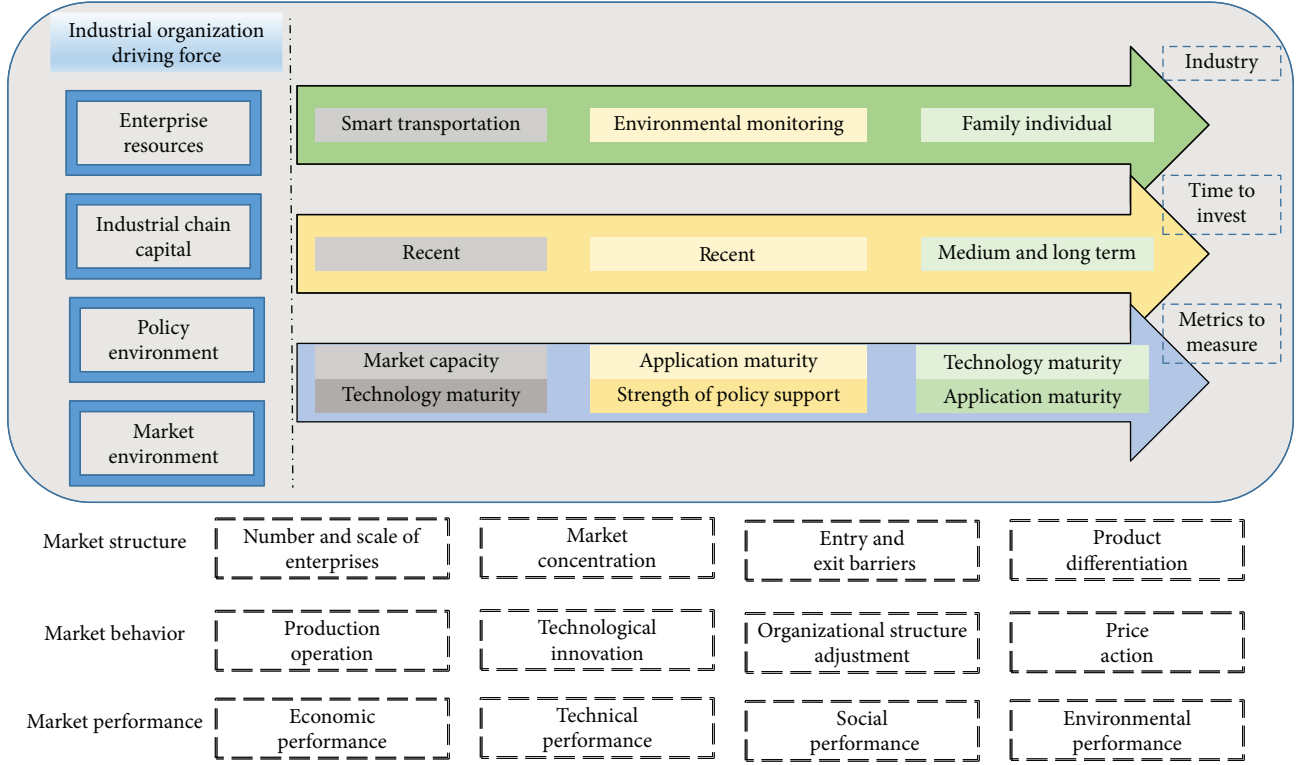 Industrial organization
driving force
Enterprise
resources
Industrial chain
capital
Policy
environment
Market
environment
Industry
Smart transportation
Environmental monitoring
Family individual
Time to
invest
Recent
Recent
Medium and long term
Metrics to
measure
Market capacity
Technology maturity
Application maturity
Strength of policy support
Technology maturity
Application maturity
Market structure
Number and scale of
enterprises
Market
concentration
Entry and
exit barriers
Product
differentiation
Market behavior
Production
operation
Technological
innovation
Organizational structure
adjustment
Price
action
Market performance
Economic
performance
Technical
performance
Social
performance
Environmental
performance